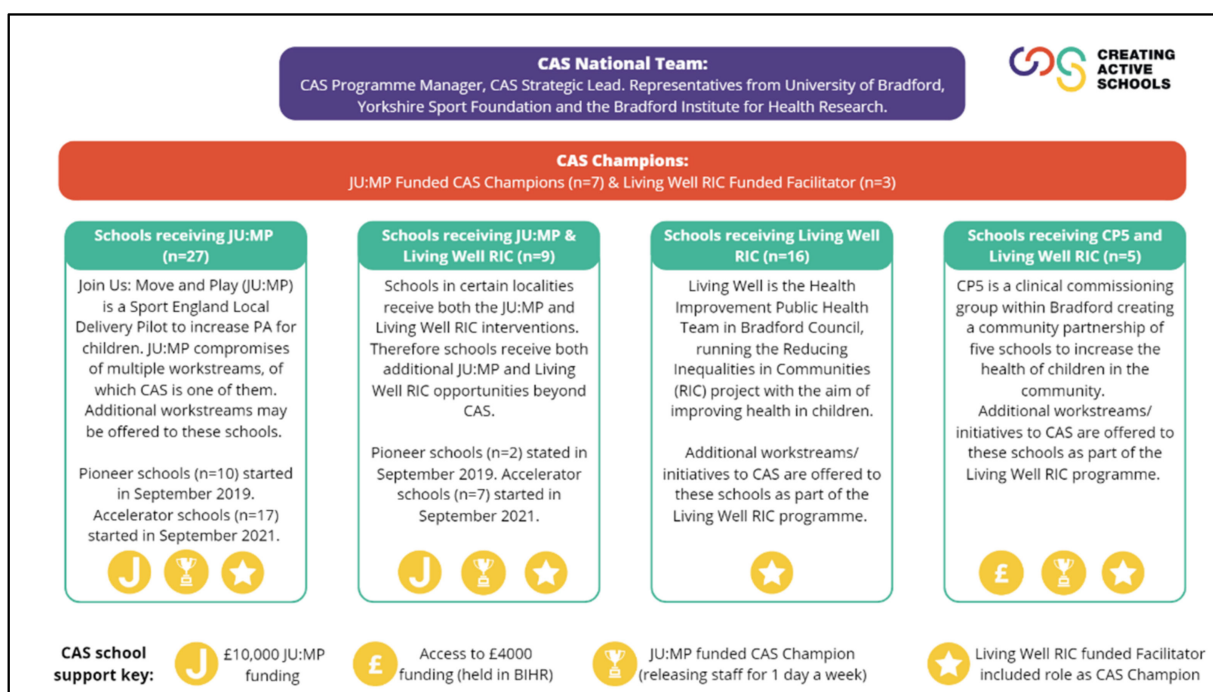 CAS National Team:
CAS Programme Manager, CAS Strategic Lead. Representatives from University of Bradford,
Yorkshire Sport Foundation and the Bradford Institute for Health Research.
CREATING
ACTIVE
SCHOOLS
CAS Champions:
JU:MP Funded CAS Champions (n=7) & Living Well RIC Funded Facilitator (n=3)
Schools receiving JU:MP
(n=27)
Join Us: Move and Play (JU:MP)
is a Sport England Local
Delivery Pilot to increase PA for
children. JU:MP compromises
of multiple workstreams, of
which CAS is one of them.
Additional workstreams may
be offered to these schools.
Pioneer schools (n=10) started
in September 2019.
Accelerator schools (n=17)
started in September 2021.
J
Schools receiving JU:MP &
Living Well RIC (n=9)
Schools in certain localities
receive both the JU:MP and
Living Well RIC interventions.
Therefore schools receive both
additional JU:MP and Living
Well RIC opportunities beyond
CAS.
Pioneer schools (n=2) stated in
September 2019. Accelerator
schools (n=7) started in
September 2021.
J
Schools receiving Living Well
RIC (n=16)
Living Well is the Health
Improvement Public Health
Team in Bradford Council,
running the Reducing
Inequalities in Communities
(RIC) project with the aim of
improving health in children.
Additional workstreams/
initiatives to CAS are offered to
these schools as part of the
Living Well RIC programme.
Schools receiving CP5 and
Living Well RIC (n=5)
CP5 is a clinical commissioning
group within Bradford creating
a community partnership of
five schools to increase the
health of children in the
community.
Additional workstreams/
initiatives to CAS are offered to
these schools as part of the
Living Well RIC programme.
£
CAS school
support key:
J
£10,000 JU:MP
funding
£
Access to £4000
funding (held in BIHR)
JU:MP funded CAS Champion
(releasing staff for 1 day a week)
Living Well RIC funded Facilitator
included role as CAS Champion